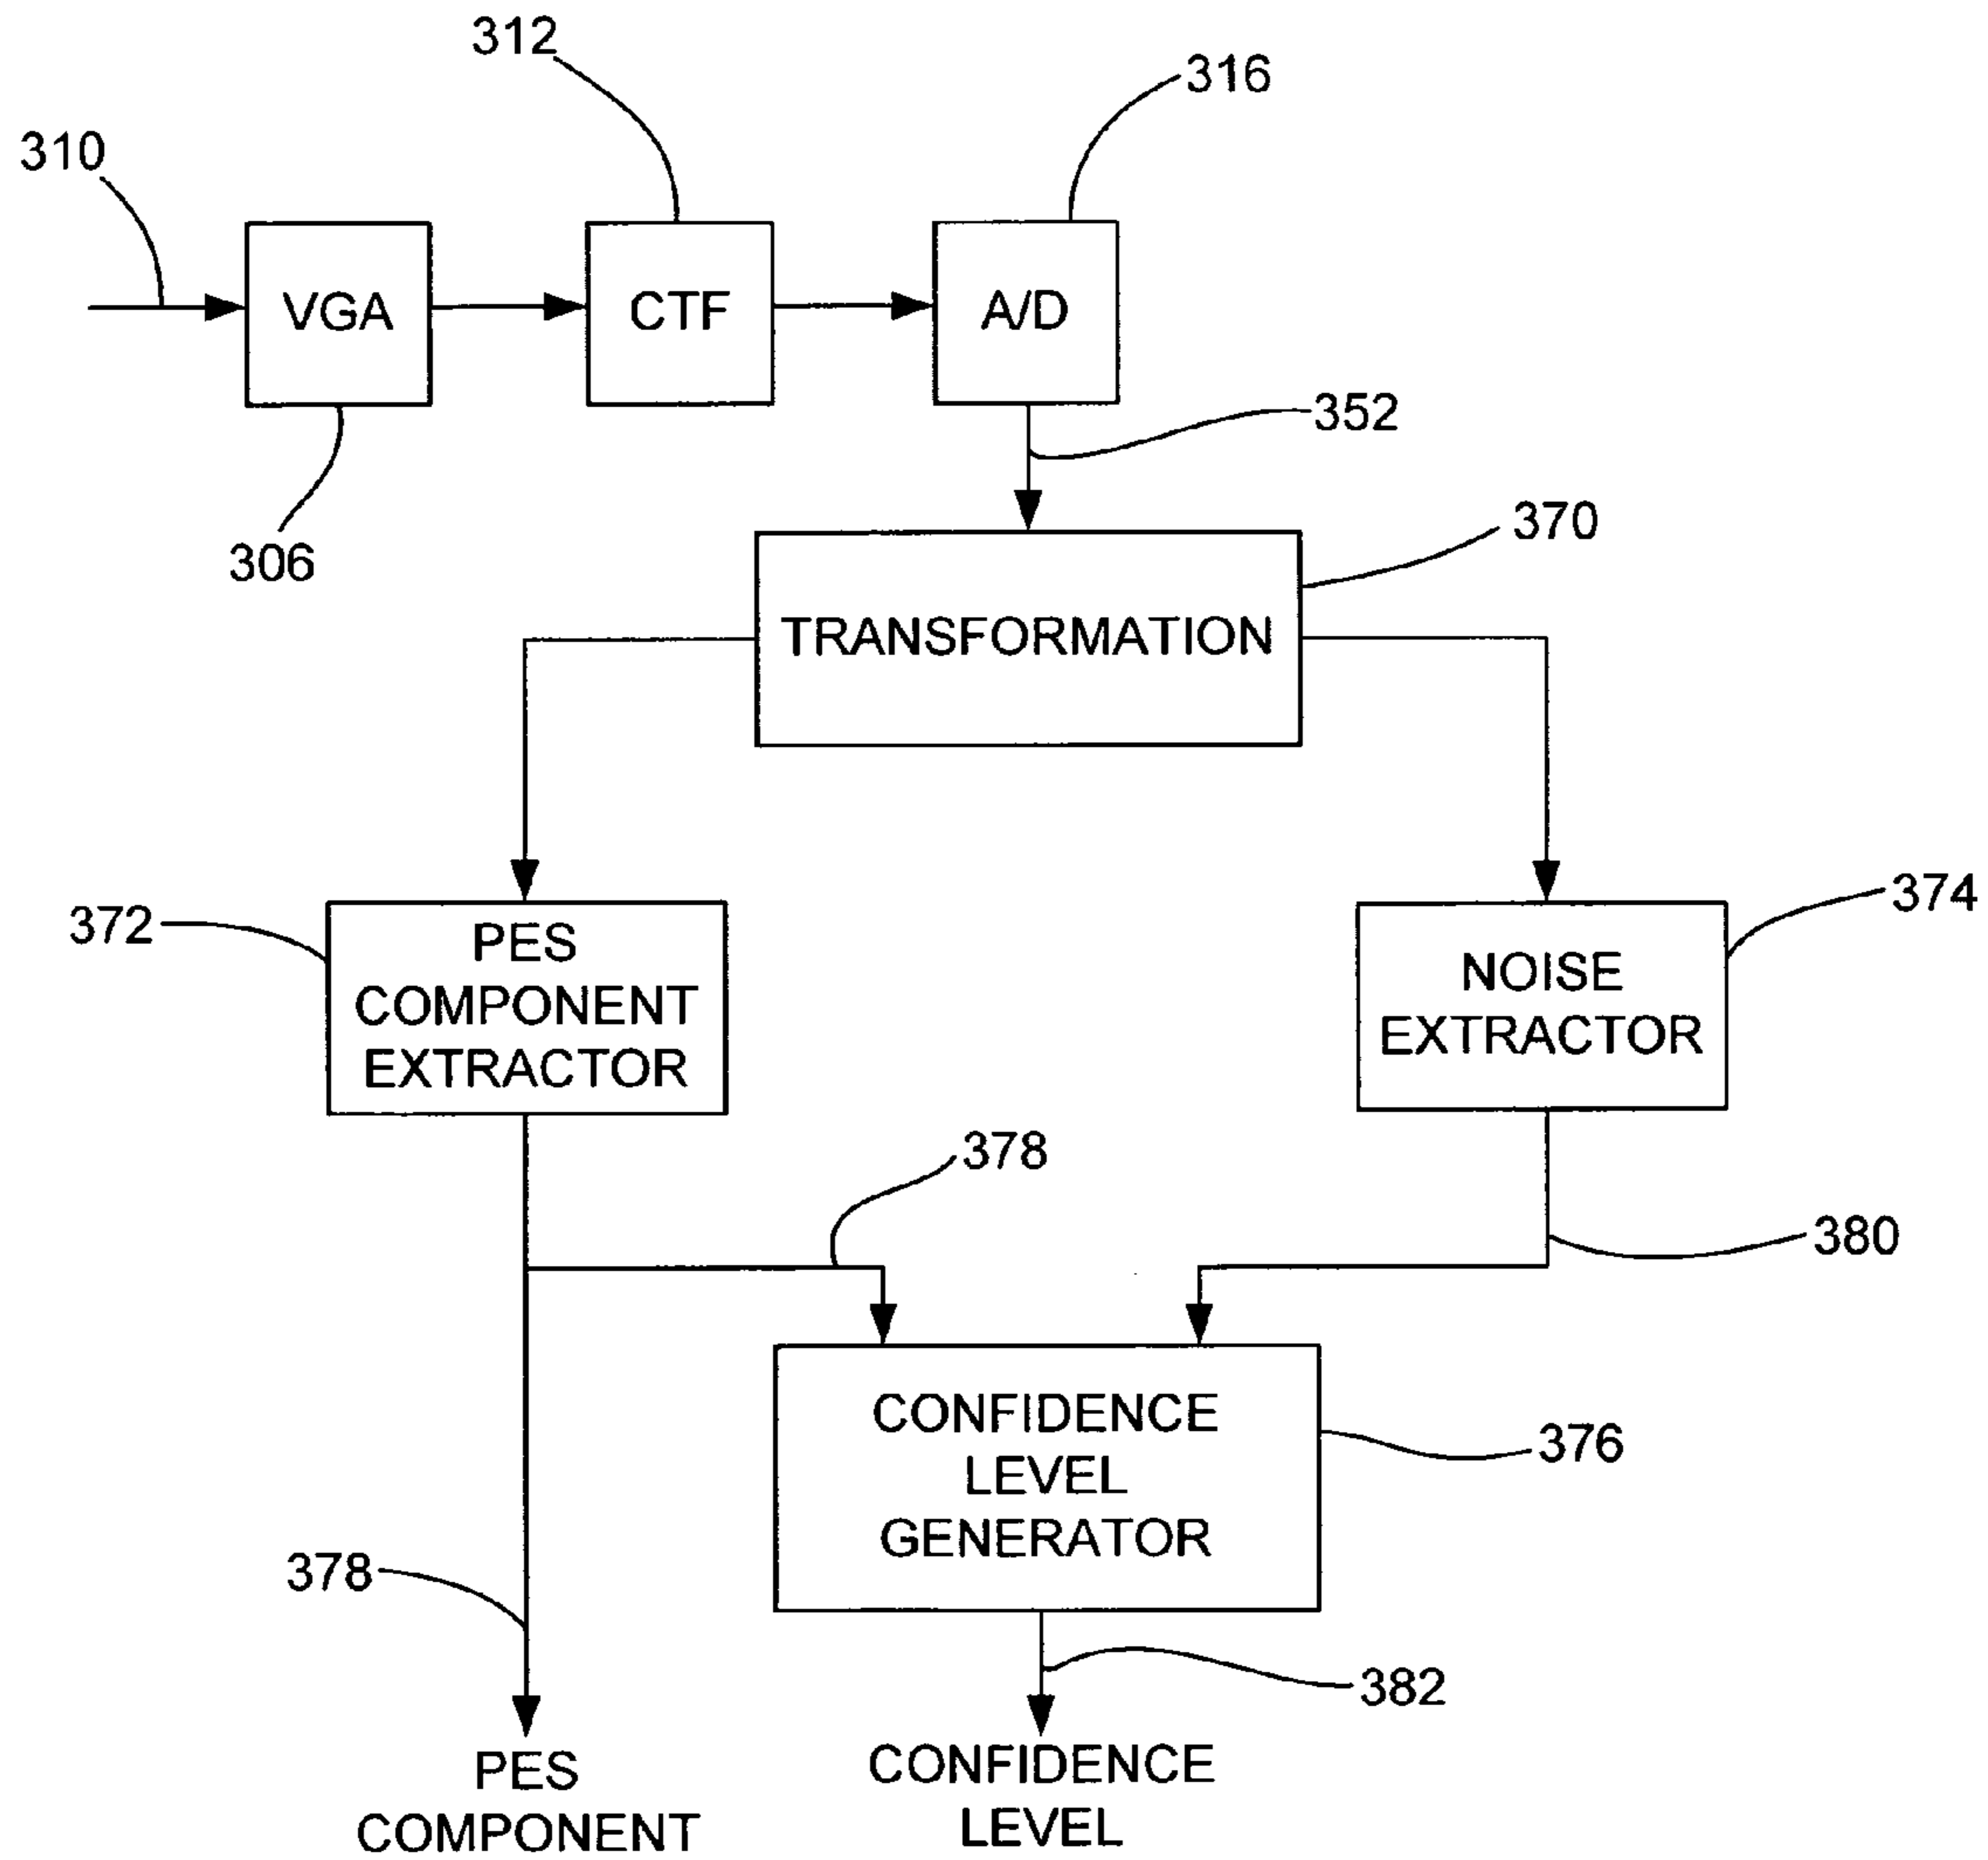 312
316
310
VGA
CTF
A/D
352
306
370
TRANSFORMATION
372
374
PES
COMPONENT
EXTRACTOR
NOISE
EXTRACTOR
378
380
CONFIDENCE
LEVEL
GENERATOR
376
378
382
PES
COMPONENT
CONFIDENCE
LEVEL